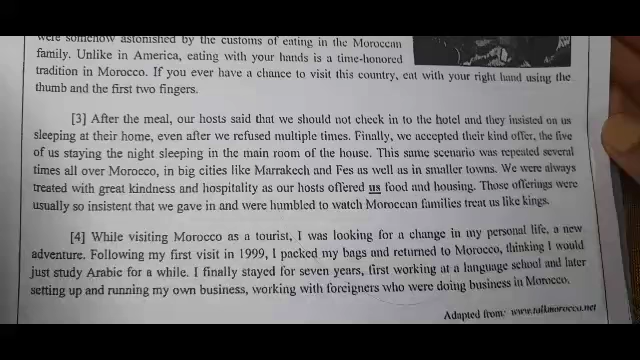 were somehow astonished by the customs of eating in the Moroccan
family. Unlike in America, eating with your hands is a time-honored
tradition in Morocco. If you ever have a chance to visit this country, eat with your right hand using the
thumb and the first two fingers.
[3] After the meal, our hosts said that we should not check in to the hotel and they insisted on us
sleeping at their home, even after we refused multiple times. Finally, we accepted their kind offer, the five
of us staying the night sleeping in the main room of the house. This same scenario was repeated several
times all over Morocco, in big cities like Marrakech and Fes as well as in smaller towns. We were always
treated with great kindness and hospitality as our hosts offered us food and housing. Those offerings were
usually so insistent that we gave in and were humbled to watch Moroccan families treat us like kings.
[4] While visiting Morocco as a tourist, I was looking for a change in my personal life, a new
adventure. Following my first visit in 1999, I packed my bags and returned to Morocco, thinking I would
just study Arabic for a while. I finally stayed for seven years, first working at a language school and later
setting up and running my own business, working with foreigners who were doing business in Morocco.
Adapted from: www.talkmorocco.net